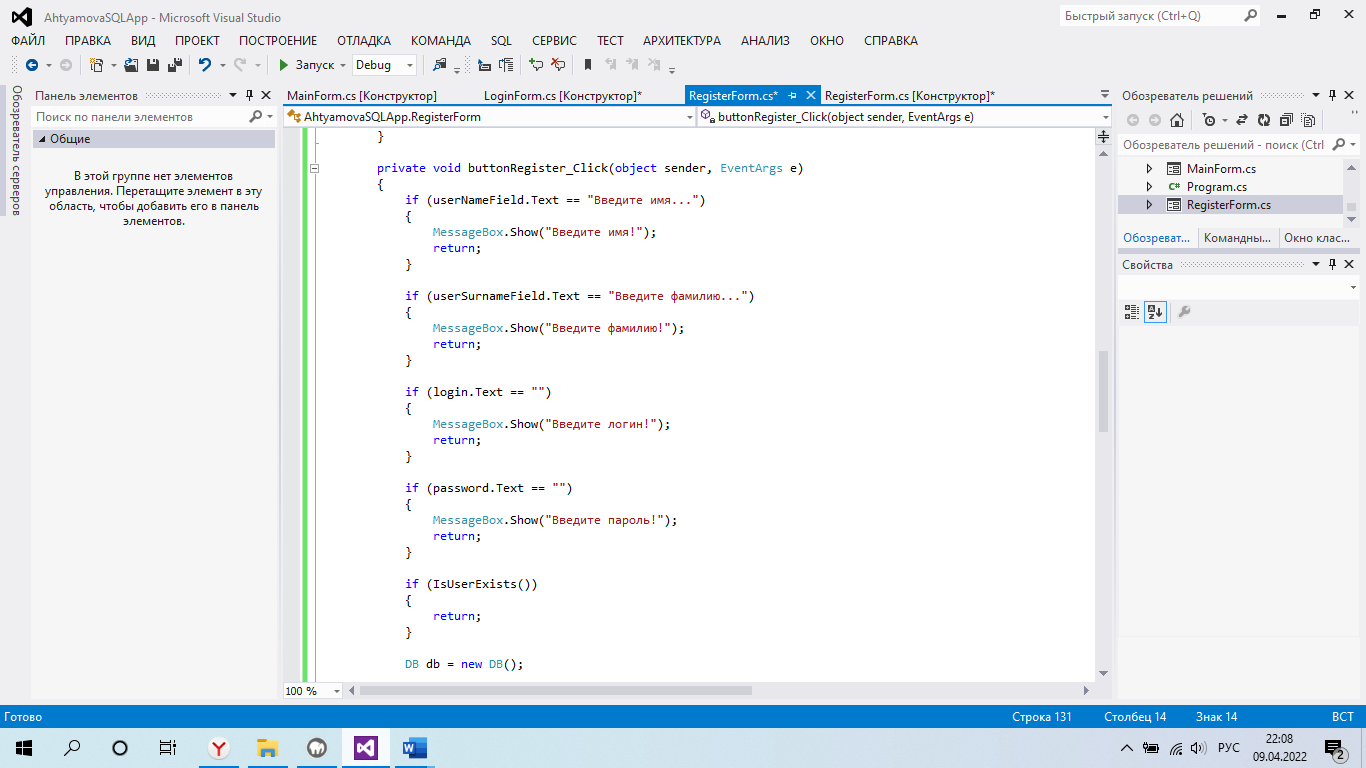 AhtyamovaSQLApp - Microsoft Visual Studio
Быстрый запуск (Ctrl+Q)
ФАЙЛ ПРАВКА ВИД ПРОЕКТ ПОСТРОЕНИЕ ОТЛАДКА КОМАНДА SQL СЕРВИС ТЕСТ АРХИТЕКТУРА АНАЛИЗ ОКНО СПРАВКА
Запуск Debug
Обозреватель серверов
Панель элементов
Поиск по панели элементов
Общие
В этой группе нет элементов
управления. Перетащите элемент в эту
область, чтобы добавить его в панель
элементов.
MainForm.cs [Конструктор] LoginForm.cs [Конструктор]* RegisterForm.cs* RegisterForm.cs [Конструктор]*
AhtyamovaSQLApp.RegisterForm buttonRegister_Click(object sender, EventArgs e)
}
private void buttonRegister_Click(object sender, EventArgs e)
{
if (userNameField.Text == "Введите имя...")
{
MessageBox.Show("Введите имя!");
return;
}
if (userSurnameField.Text == "Введите фамилию...")
{
MessageBox.Show("Введите фамилию!");
return;
}
if (login.Text == "")
{
MessageBox.Show("Введите логин!");
return;
}
if (password.Text == "")
{
MessageBox.Show("Введите пароль!");
return;
}
if (IsUserExists())
{
return;
}
DB db = new DB();
100 %
Обозреватель решений
Обозреватель решений - поиск (Ctrl
MainForm.cs
C# Program.cs
RegisterForm.cs
Обозреват... Командны... Окно клас...
Свойства
Готово Строка 131 Столбец 14 Знак 14 ВСТ
РУС
22:08
09.04.2022
2